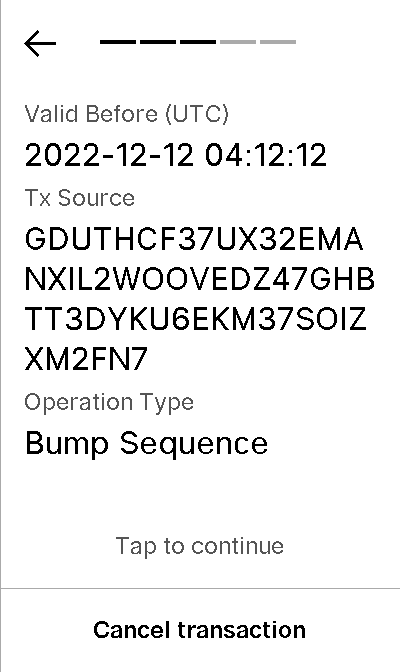 Valid Before (UTC)
2022-12-12 04:12:12
Tx Source
GDUTHCF37UX32EMA
NXIL2WOOVEDZ47GHB
TT3DYKU6EKM37SOIZ
XM2FN7
Operation Type
Bump Sequence
Tap to continue
Cancel transaction